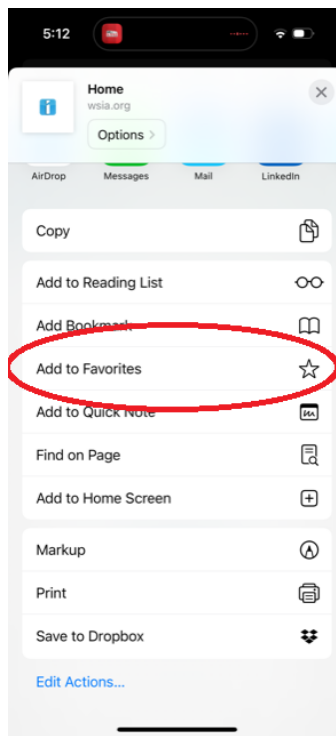 5:12
Home
wsia.org
Options >
AirDrop Messages Mail LinkedIn
Copy
Add to Reading List
Add Bookmark
Add to Favorites
Add to Quick Note
Find on Page
Add to Home Screen
Markup
Print
Save to Dropbox
Edit Actions...